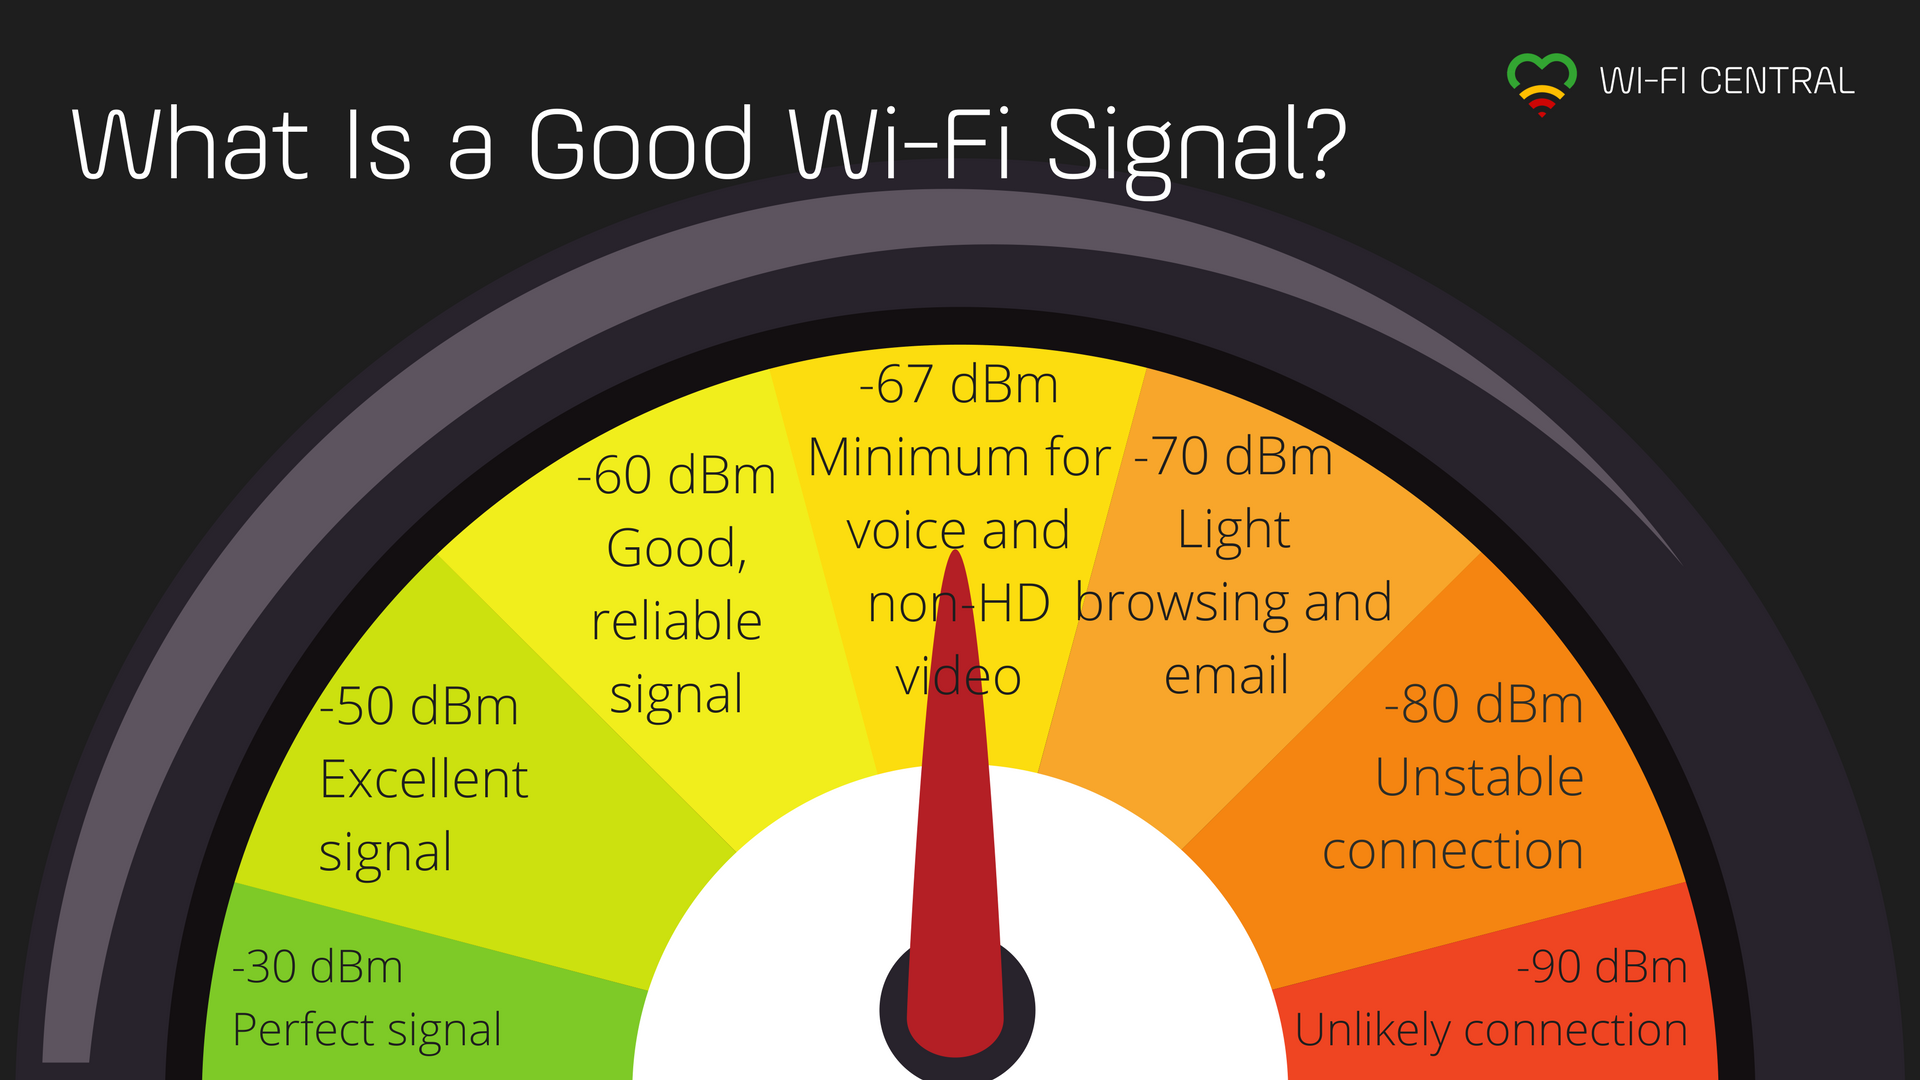 What Is a Good Wi-Fi Signal?
WI-FI CENTRAL
-30 dBm
Perfect signal
-50 dBm
Excellent
signal
-60 dBm
Good,
reliable
signal
-67 dBm
Minimum for
voice and
non-HD
video
-70 dBm
Light
browsing and
email
-80 dBm
Unstable
connection
-90 dBm
Unlikely connection